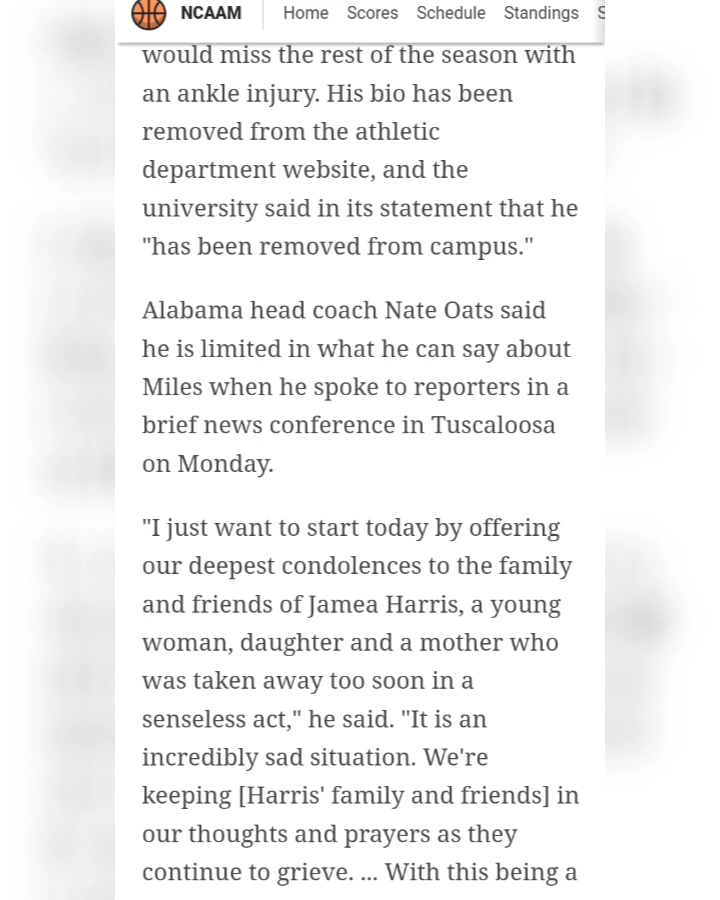 NCAAM Home Scores Schedule Standings S
would miss the rest of the season with
an ankle injury. His bio has been
removed from the athletic
department website, and the
university said in its statement that he
"has been removed from campus."
Alabama head coach Nate Oats said
he is limited in what he can say about
Miles when he spoke to reporters in a
brief news conference in Tuscaloosa
on Monday.
"I just want to start today by offering
our deepest condolences to the family
and friends of Jamea Harris, a young
woman, daughter and a mother who
was taken away too soon in a
senseless act," he said. "It is an
incredibly sad situation. We're
keeping [Harris' family and friends] in
our thoughts and prayers as they
continue to grieve. ... With this being a